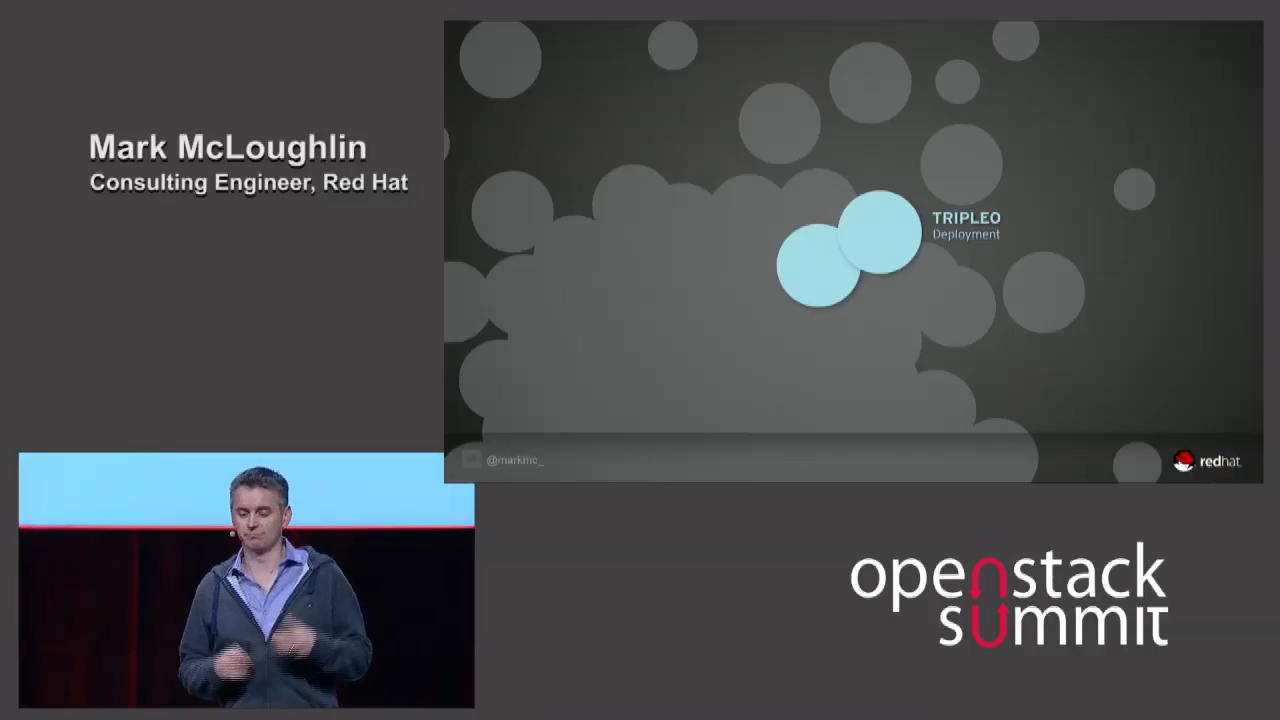 Mark McLoughlin
Consulting Engineer, Red Hat
TRIPLEO
Deployment
@markmc_
redhat.
openstack
summit